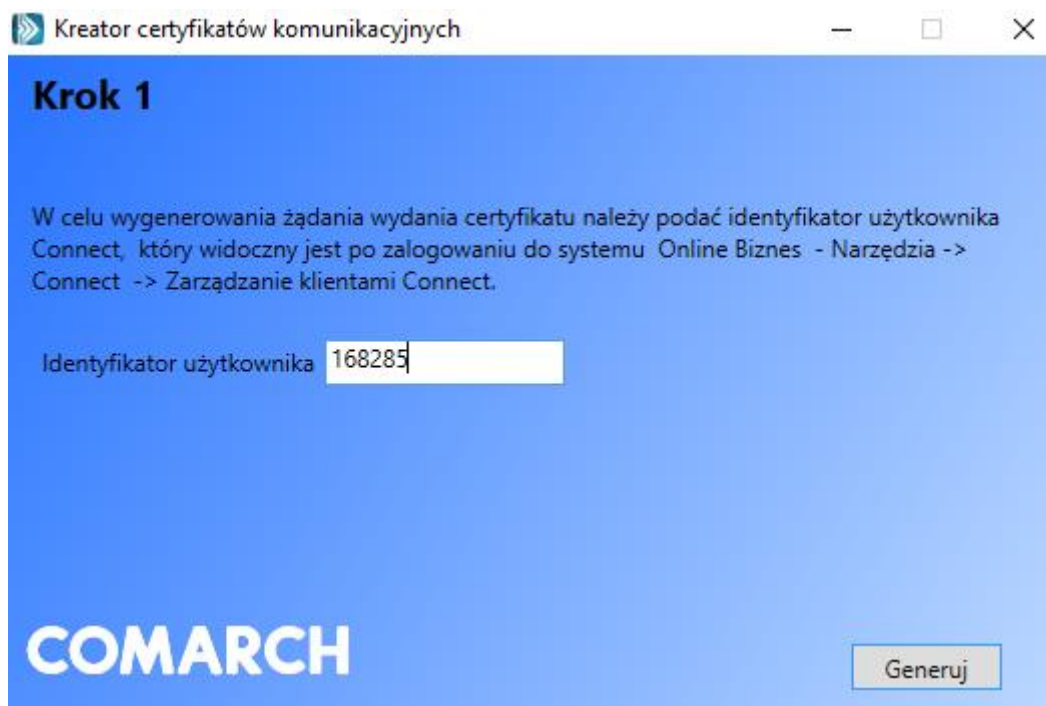 Kreator certyfikatów komunikacyjnych
Krok 1
W celu wygenerowania żądania wydania certyfikatu należy podać identyfikator użytkownika
Connect, który widoczny jest po zalogowaniu do systemu Online Biznes - Narzędzia ->
Connect -> Zarządzanie klientami Connect.
Identyfikator użytkownika 168285
COMARCH
Generuj